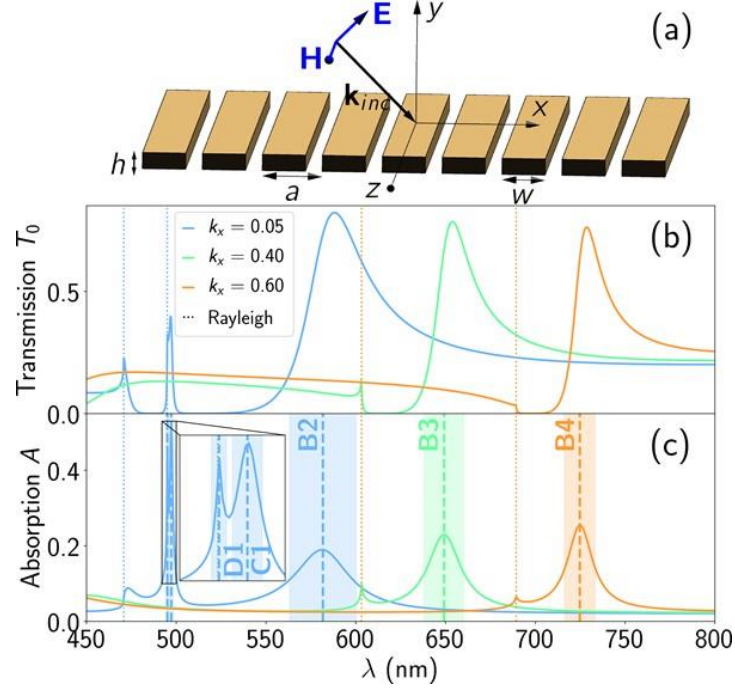 (a)
y
E
H
k_inc
x
h
a
z
w
(b)
Transmission T_0
0.5
0.0
k_x = 0.05
k_x = 0.40
k_x = 0.60
Rayleigh
(c)
Absorption A
0.4
0.2
0.0
D1
C1
B2
B3
B4
450 500 550 600 650 700 750 800
λ (nm)